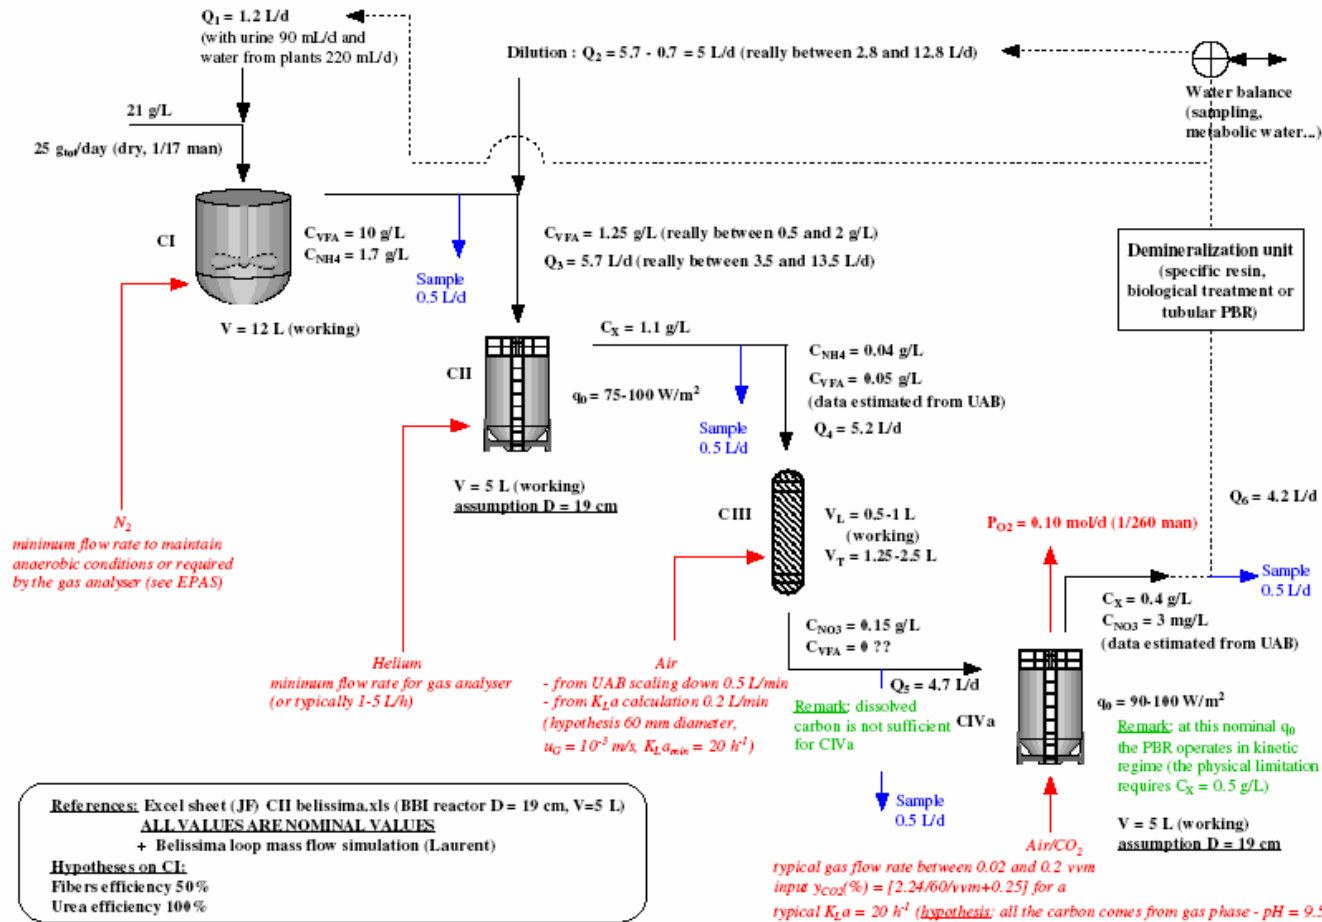 Q1 = 1.2 L/d
(with urine 90 mL/d and
water from plants 220 mL/d)
Dilution : Q2 = 5.7 - 0.7 = 5 L/d (really between 2.8 and 12.8 L/d)
Water balance
(sampling,
metabolic water...)
21 g/L
25 gtot/day (dry, 1/17 man)
CI
CVFA = 10 g/L
CNH4 = 1.7 g/L
Sample
0.5 L/d
V = 12 L (working)
CVFA = 1.25 g/L (really between 0.5 and 2 g/L)
Q3 = 5.7 L/d (really between 3.5 and 13.5 L/d)
Demineralization unit
(specific resin,
biological treatment or
tubular PBR)
CX = 1.1 g/L
CII
q0 = 75-100 W/m2
CNH4 = 0.04 g/L
CVFA = 0.05 g/L
(data estimated from UAB)
Q4 = 5.2 L/d
Sample
0.5 L/d
V = 5 L (working)
assumption D = 19 cm
N2
minimum flow rate to maintain
anaerobic conditions or required
by the gas analyser (see EPAS)
CIII
VL = 0.5-1 L
(working)
VT = 1.25-2.5 L
PO2 = 0.10 mol/d (1/260 man)
Q6 = 4.2 L/d
Sample
0.5 L/d
CX = 0.4 g/L
CNO3 = 3 mg/L
(data estimated from UAB)
CNO3 = 0.15 g/L
CVFA = 0 ??
Q5 = 4.7 L/d
Helium
minimum flow rate for gas analyser
(or typically 1-5 L/h)
Air
- from UAB scaling down 0.5 L/min
- from KLa calculation 0.2 L/min
(hypothesis 60 mm diameter,
uG = 10-3 m/s, KLamin = 20 h-1)
Remark: dissolved
carbon is not sufficient
for CIVa
CIVa
q0 = 90-100 W/m2
Remark: at this nominal q0
the PBR operates in kinetic
regime (the physical limitation
requires CX = 0.5 g/L)
Sample
0.5 L/d
V = 5 L (working)
assumption D = 19 cm
Air/CO2
typical gas flow rate between 0.02 and 0.2 vvm
input yCO2(%) = [2.24/60/vvm+0.25] for a
typical KLa = 20 h-1 (hypothesis: all the carbon comes from gas phase - pH = 9.5
References: Excel sheet (JF) CII belissima.xls (BBI reactor D = 19 cm, V=5 L)
ALL VALUES ARE NOMINAL VALUES
+ Belissima loop mass flow simulation (Laurent)
Hypotheses on CI:
Fibers efficiency 50%
Urea efficiency 100%